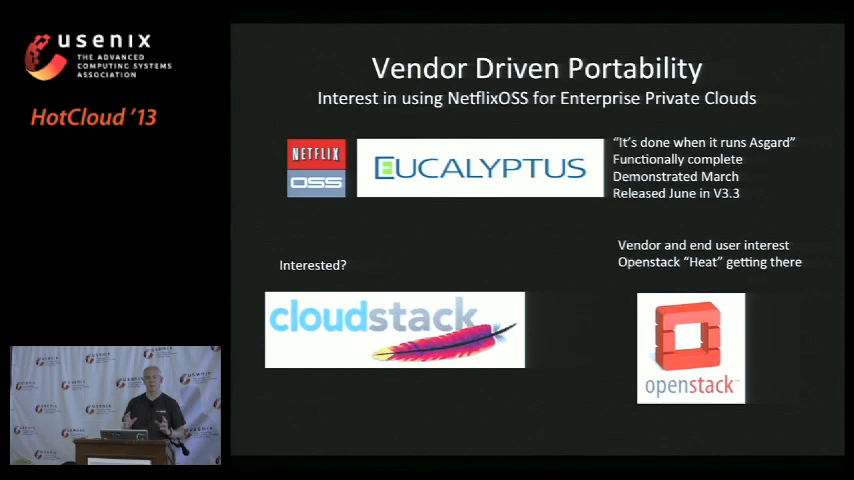 usenix
THE ADVANCED
COMPUTING SYSTEMS
ASSOCIATION
HotCloud '13
Vendor Driven Portability
Interest in using NetflixOSS for Enterprise Private Clouds
NETFLIX
OSS
EUCALYPTUS
"It's done when it runs Asgard"
Functionally complete
Demonstrated March
Released June in V3.3
Interested?
cloudstack
Vendor and end user interest
Openstack "Heat" getting there
openstack